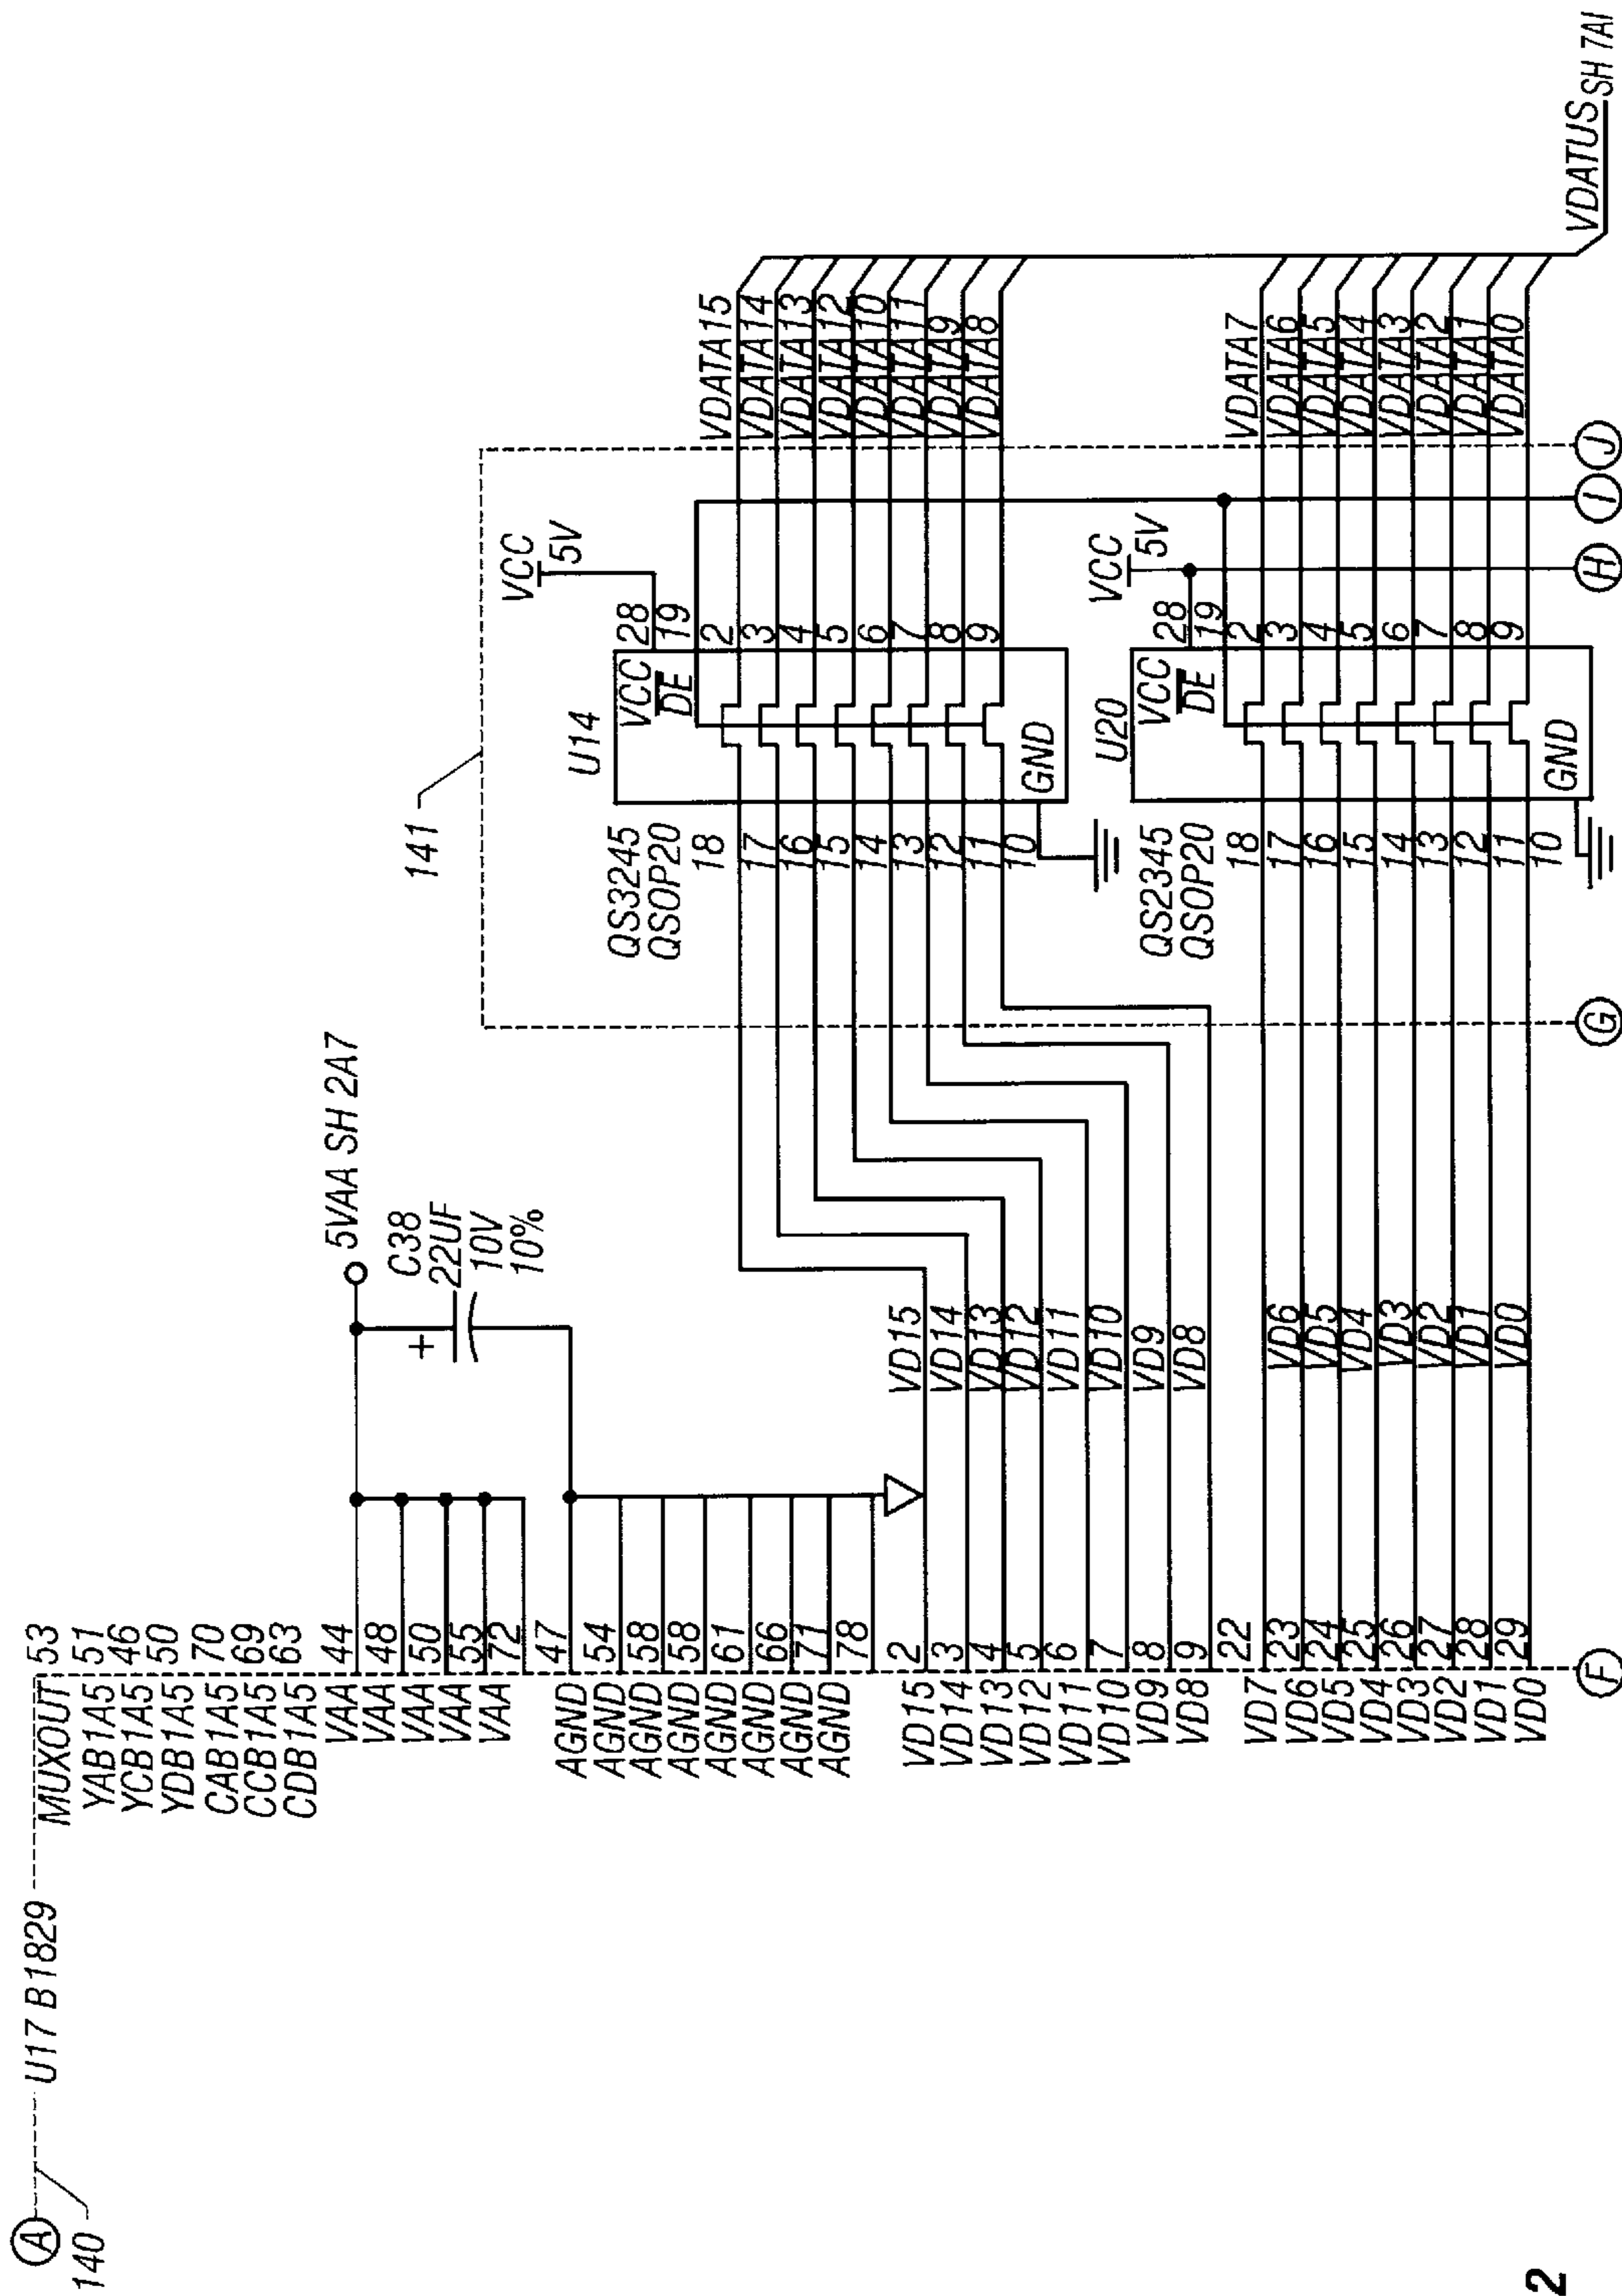 A
U17 B1829
140
MUXOUT 53
YAB1A5 51
YCB1A5 46
YDB1A5 50
CAB1A5 70
CCB1A5 69
CDB1A5 63
VAA 44
VAA 48
VAA 50
VAA 55
VAA 72
AGND 47
AGND 54
AGND 58
AGND 58
AGND 61
AGND 66
AGND 71
AGND 78
VD15 2
VD14 3
VD13 4
VD12 5
VD11 6
VD10 7
VD9 8
VD8 9
VD7 22
VD6 23
VD5 24
VD4 25
VD3 26
VD2 27
VD1 28
VD0 29
F
5VAA SH 2A7
+
C38
22UF
10V
10%
VD15
VD14
VD13
VD12
VD11
VD10
VD9
VD8
VD6
VD5
VD4
VD3
VD2
VD1
VD0
141
G
QS3245
QSOP20
18
17
16
15
14
13
12
11
10
U14
VCC
DE
GND
VCC
5V
28
19
2
3
4
5
6
7
8
9
VDATA15
VDATA14
VDATA13
VDATA12
VDATA10
VDATA11
VDATA9
VDATA8
QS2345
QSOP20
18
17
16
15
14
13
12
11
10
U20
VCC
DE
GND
VCC
5V
28
19
2
3
4
5
6
7
8
9
VDATA7
VDATA6
VDATA5
VDATA4
VDATA3
VDATA2
VDATA1
VDATA0
H
I
J
VDATUS SH 7AI
2